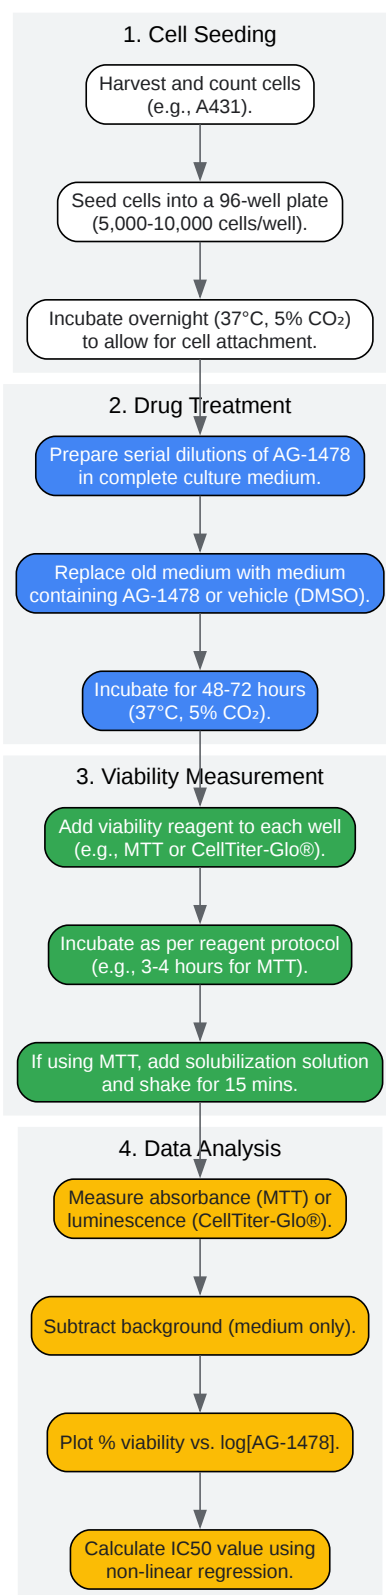 1. Cell Seeding
Harvest and count cells
(e.g., A431).
Seed cells into a 96-well plate
(5,000-10,000 cells/well).
Incubate overnight (37°C, 5% CO₂)
to allow for cell attachment.
2. Drug Treatment
Prepare serial dilutions of AG-1478
in complete culture medium.
Replace old medium with medium
containing AG-1478 or vehicle (DMSO).
Incubate for 48-72 hours
(37°C, 5% CO₂).
3. Viability Measurement
Add viability reagent to each well
(e.g., MTT or CellTiter-Glo®).
Incubate as per reagent protocol
(e.g., 3-4 hours for MTT).
If using MTT, add solubilization solution
and shake for 15 mins.
4. Data Analysis
Measure absorbance (MTT) or
luminescence (CellTiter-Glo®).
Subtract background (medium only).
Plot % viability vs. log[AG-1478].
Calculate IC50 value using
non-linear regression.